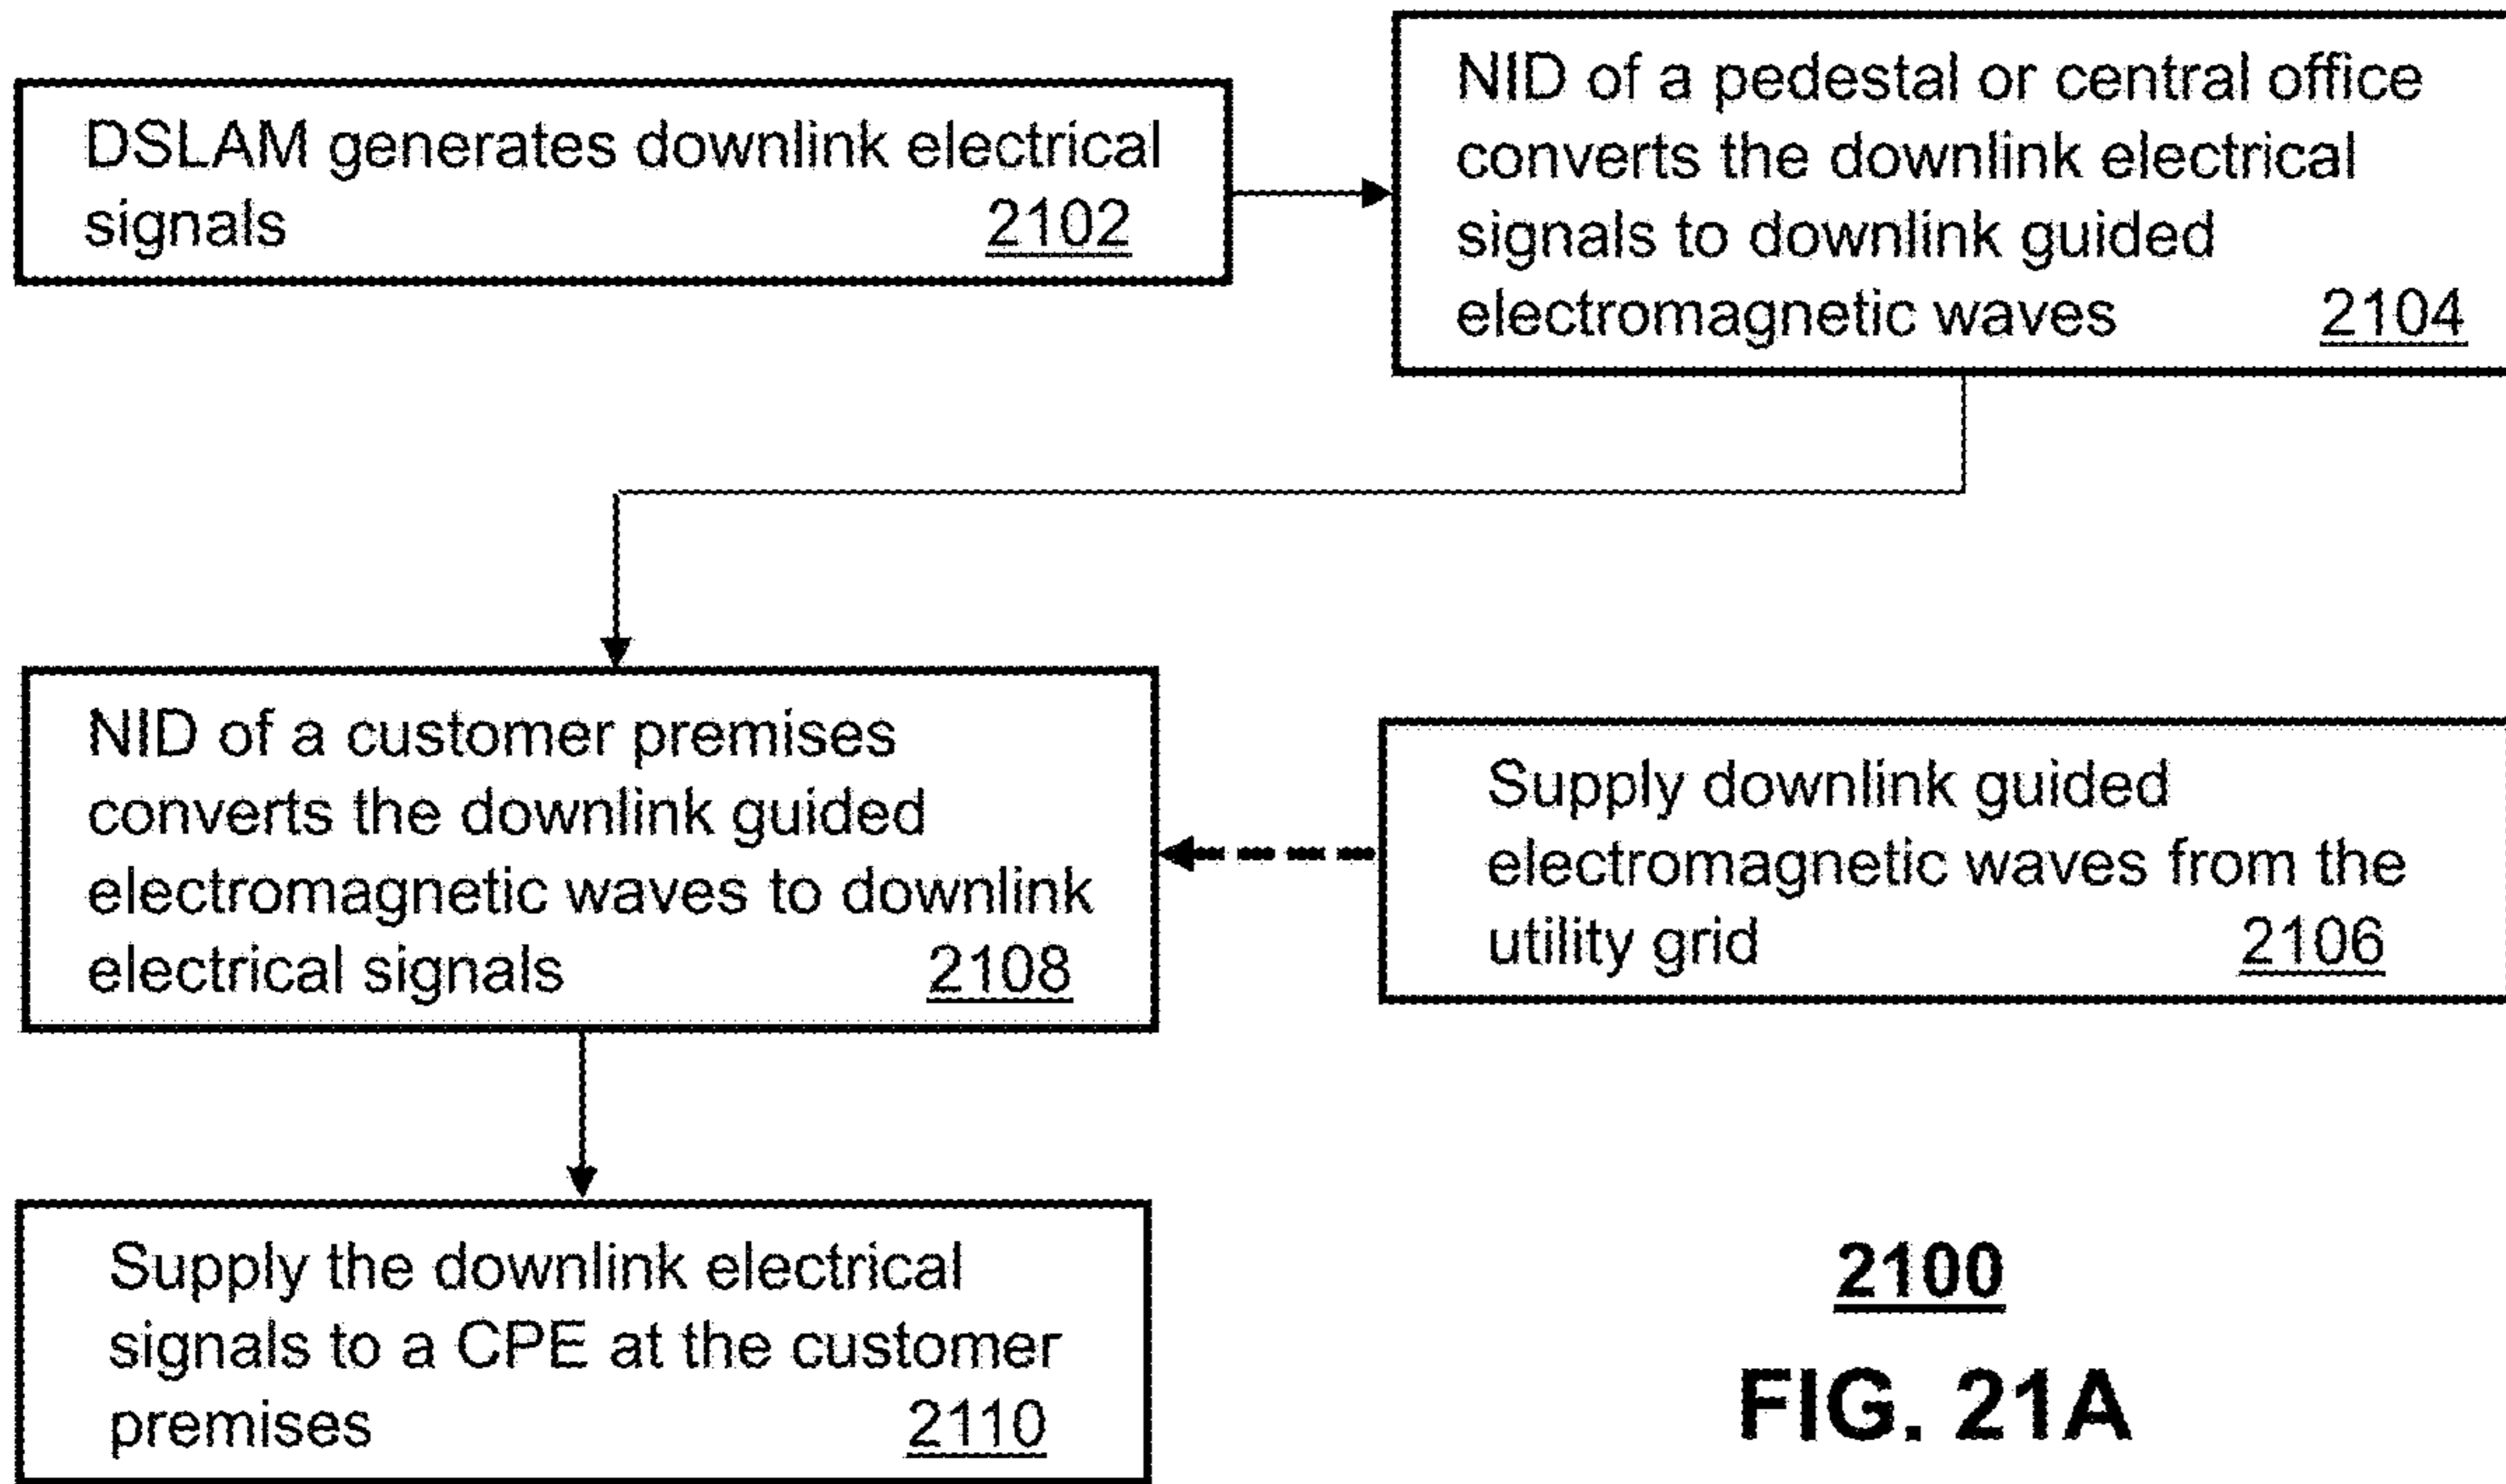 DSLAM generates downlink electrical
signals 2102
NID of a pedestal or central office
converts the downlink electrical
signals to downlink guided
electromagnetic waves 2104
NID of a customer premises
converts the downlink guided
electromagnetic waves to downlink
electrical signals 2108
Supply downlink guided
electromagnetic waves from the
utility grid 2106
Supply the downlink electrical
signals to a CPE at the customer
premises 2110
2100
FIG. 21A